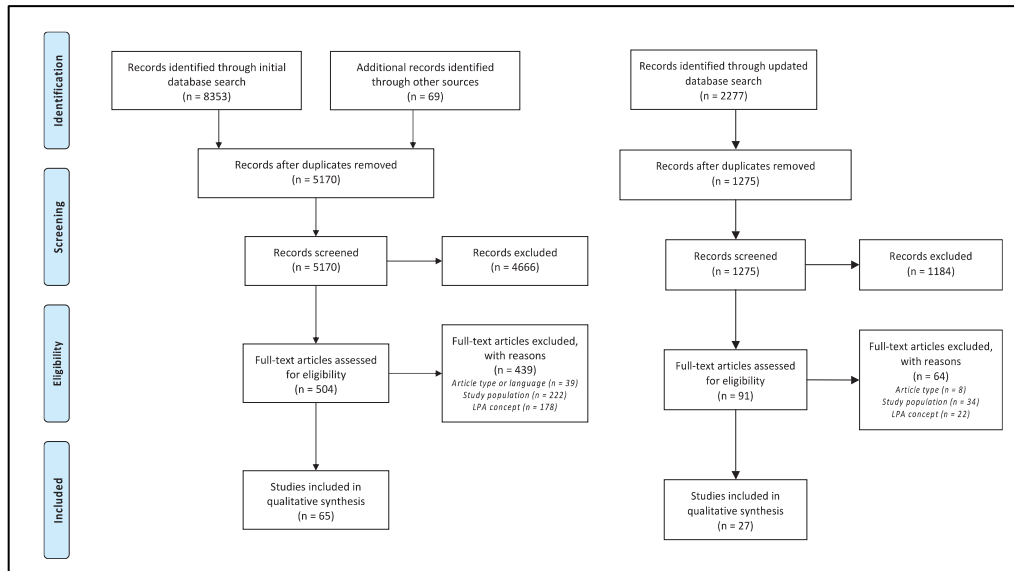 Identification
Records identified through initial
database search
(n = 8353)
Additional records identified
through other sources
(n = 69)
Records after duplicates removed
(n = 5170)
Screening
Records screened
(n = 5170)
Records excluded
(n = 4666)
Eligibility
Full-text articles assessed
for eligibility
(n = 504)
Full-text articles excluded,
with reasons
(n = 439)
Article type or language (n = 39)
Study population (n = 222)
LPA concept (n = 178)
Included
Studies included in
qualitative synthesis
(n = 65)
Records identified through updated
database search
(n = 2277)
Records after duplicates removed
(n = 1275)
Records screened
(n = 1275)
Records excluded
(n = 1184)
Full-text articles assessed for
eligibility
(n = 91)
Full-text articles excluded,
with reasons
(n = 64)
Article type (n = 8)
Study population (n = 34)
LPA concept (n = 22)
Studies included in
qualitative synthesis
(n = 27)